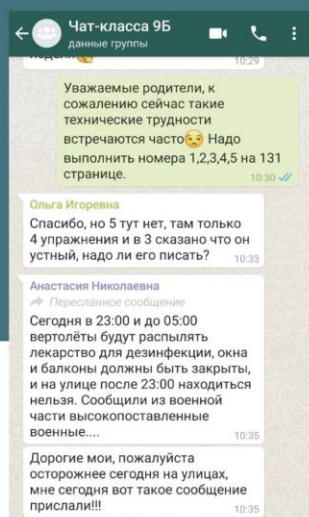 Чат-класса 9Б
данные группы
10:29
Уважаемые родители, к
сожалению сейчас такие
технические трудности
встречаются часто😒 Надо
выполнить номера 1,2,3,4,5 на 131
странице.
10:30
Ольга Игоревна
Спасибо, но 5 тут нет, там только
4 упражнения и в 3 сказано что он
устный, надо ли его писать?
10:33
Анастасия Николаевна
Пересланное сообщение
Сегодня в 23:00 и до 05:00
вертолёты будут распылять
лекарство для дезинфекции, окна
и балконы должны быть закрыты,
и на улице после 23:00 находиться
нельзя. Сообщили из военной
части высокопоставленные
военные....
10:35
Дорогие мои, пожалуйста
осторожнее сегодня на улицах,
мне сегодня вот такое сообщение
прислали!!!
10:35